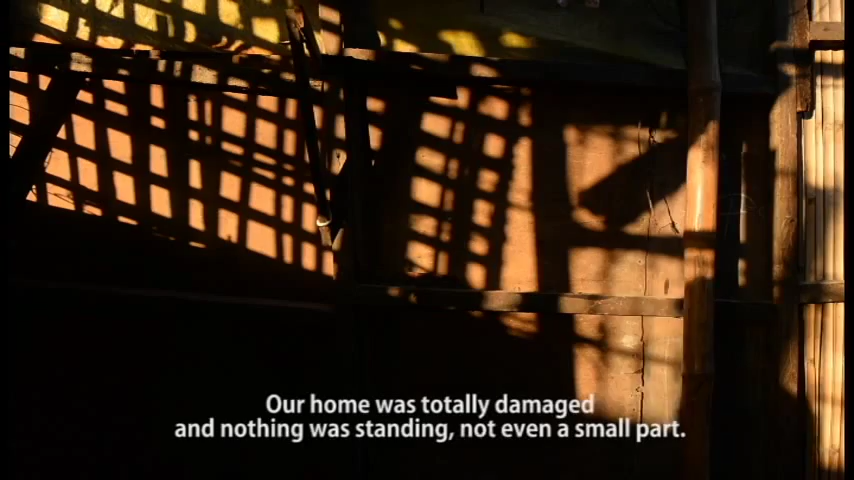 Our home was totally damaged
and nothing was standing, not even a small part.